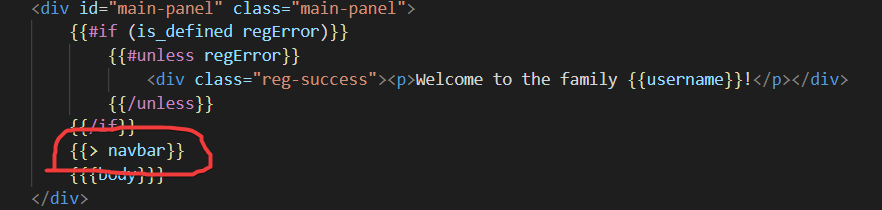 <div id="main-panel" class="main-panel">
{{#if (is_defined regError)}}
{{#unless regError}}
<div class="reg-success"><p>Welcome to the family {{username}}!</p></div>
{{/unless}}
{{/if}}
{{> navbar}}
{{{body}}}
</div>